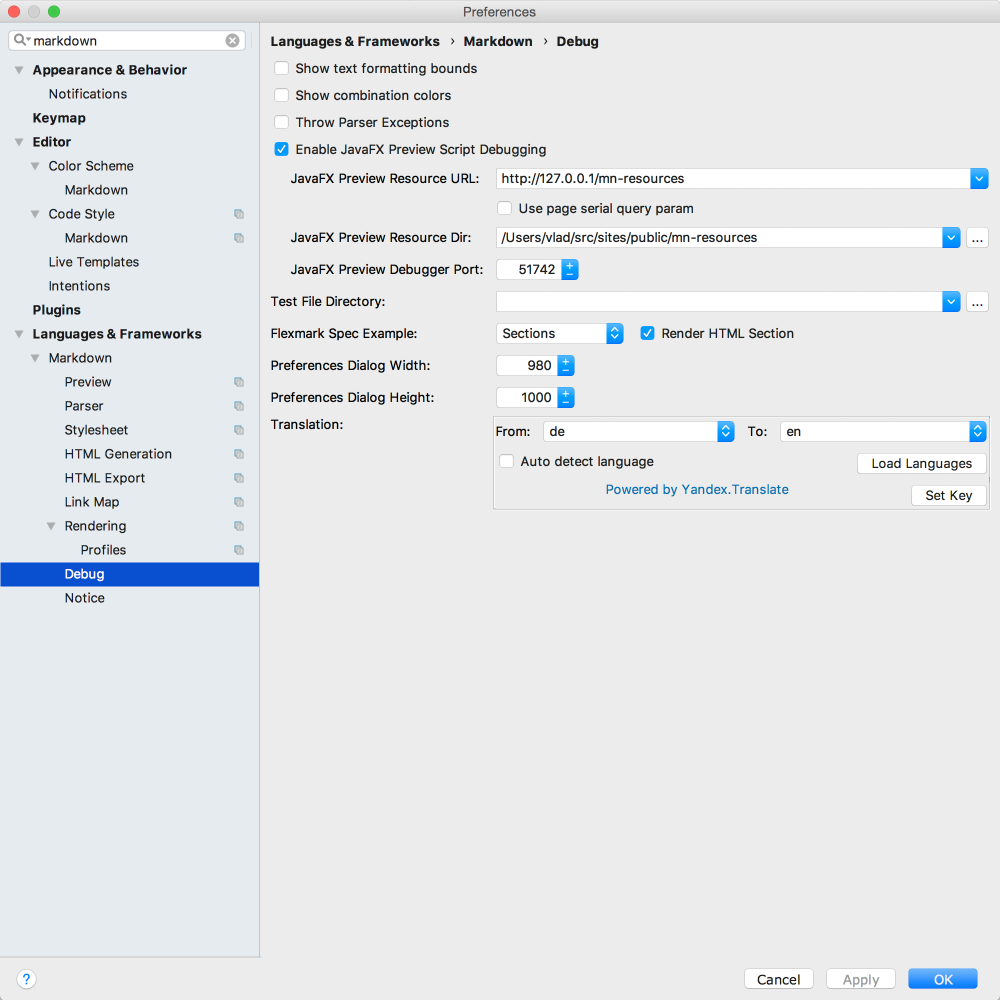 Preferences
markdown
Appearance & Behavior
Notifications
Keymap
Editor
Color Scheme
Markdown
Code Style
Markdown
Live Templates
Intentions
Plugins
Languages & Frameworks
Markdown
Preview
Parser
Stylesheet
HTML Generation
HTML Export
Link Map
Rendering
Profiles
Debug
Notice
Languages & Frameworks › Markdown › Debug
Show text formatting bounds
Show combination colors
Throw Parser Exceptions
Enable JavaFX Preview Script Debugging
JavaFX Preview Resource URL: http://127.0.0.1/mn-resources
Use page serial query param
JavaFX Preview Resource Dir: /Users/vlad/src/sites/public/mn-resources ...
JavaFX Preview Debugger Port: 51742
Test File Directory: ...
Flexmark Spec Example: Sections Render HTML Section
Preferences Dialog Width: 980
Preferences Dialog Height: 1000
Translation:
From: de To: en
Auto detect language Load Languages
Powered by Yandex.Translate
Set Key
? Cancel Apply OK